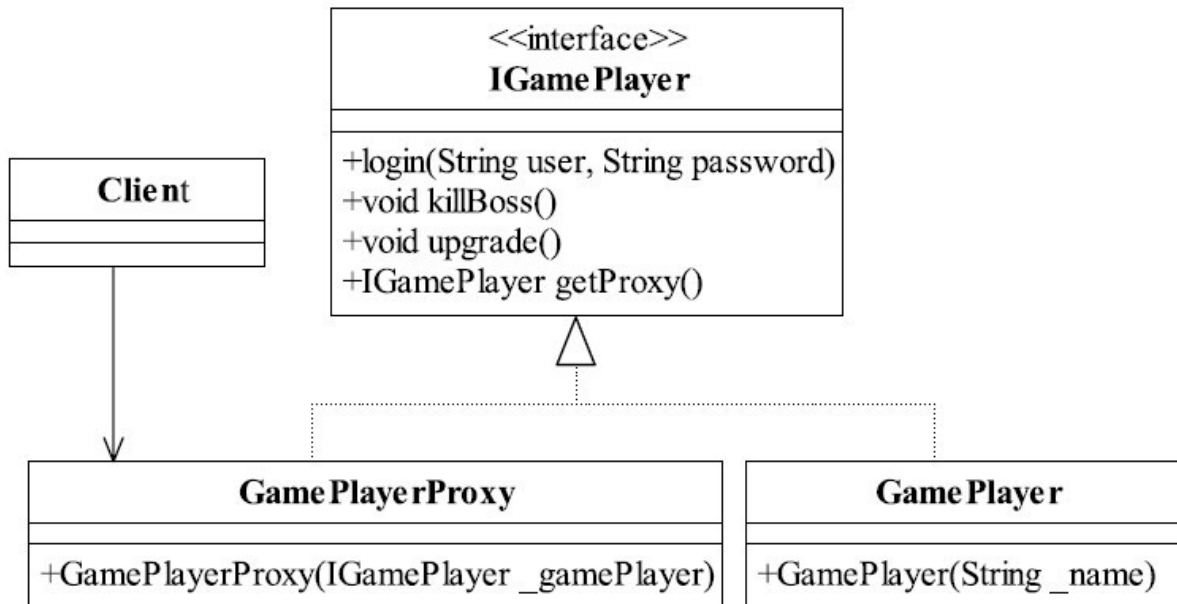 <<interface>>
IGamePlayer
+login(String user, String password)
+void killBoss()
+void upgrade()
+IGamePlayer getProxy()
Client
GamePlayerProxy
+GamePlayerProxy(IGamePlayer _gamePlayer)
GamePlayer
+GamePlayer(String _name)